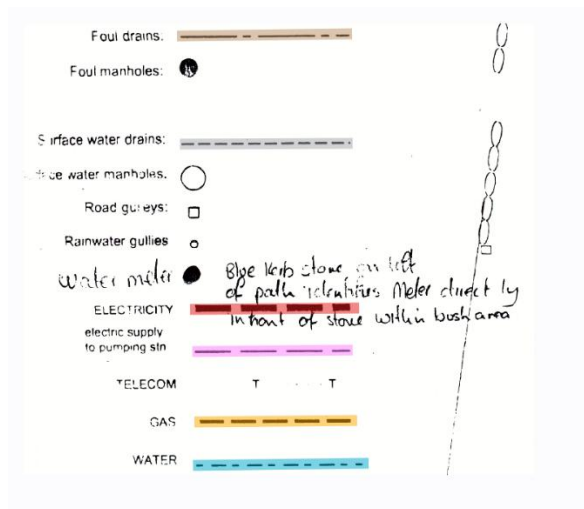 Foul drains:
Foul manholes:
Surface water drains:
water manholes.
Road gulleys:
Rainwater gullies
water meter
Blue Kerb stone on left
of path identifies Meter directly
ELECTRICITY
In front of stone within bush area
electric supply
to pumping stn
TELECOM T T
GAS
WATER